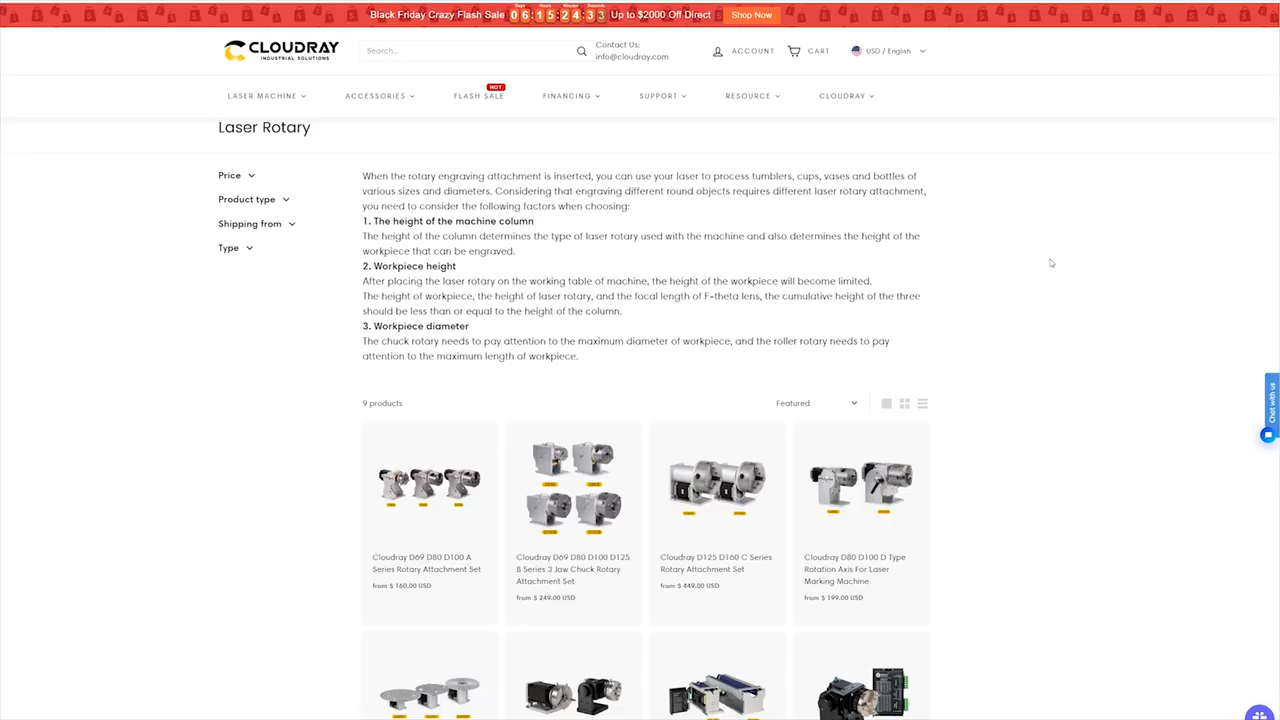 Black Friday Crazy Flash Sale
Days Hours Minutes Seconds
06:15:24:33
Up to $2000 Off Direct
Shop Now
CLOUDRAY
INDUSTRIAL SOLUTIONS
Search...
Contact Us:
info@cloudray.com
ACCOUNT
CART
USD / English
HOT
LASER MACHINE
ACCESSORIES
FLASH SALE
FINANCING
SUPPORT
RESOURCE
CLOUDRAY
Laser Rotary
Price
Product type
Shipping from
Type
When the rotary engraving attachment is inserted, you can use your laser to process tumblers, cups, vases and bottles of
various sizes and diameters. Considering that engraving different round objects requires different laser rotary attachment,
you need to consider the following factors when choosing:
1. The height of the machine column
The height of the column determines the type of laser rotary used with the machine and also determines the height of the
workpiece that can be engraved.
2. Workpiece height
After placing the laser rotary on the working table of machine, the height of the workpiece will become limited.
The height of workpiece, the height of laser rotary, and the focal length of F-theta lens, the cumulative height of the three
should be less than or equal to the height of the column.
3. Workpiece diameter
The chuck rotary needs to pay attention to the maximum diameter of workpiece, and the roller rotary needs to pay
attention to the maximum length of workpiece.
9 products
Featured
Cloudray D69 D80 D100 A
Series Rotary Attachment Set
from $ 160.00 USD
Cloudray D69 D80 D100 D125
B Series 3 Jaw Chuck Rotary
Attachment Set
from $ 249.00 USD
Cloudray D125 D160 C Series
Rotary Attachment Set
from $ 449.00 USD
Cloudray D80 D100 D Type
Rotation Axis For Laser
Marking Machine
from $ 199.00 USD
Chat with us